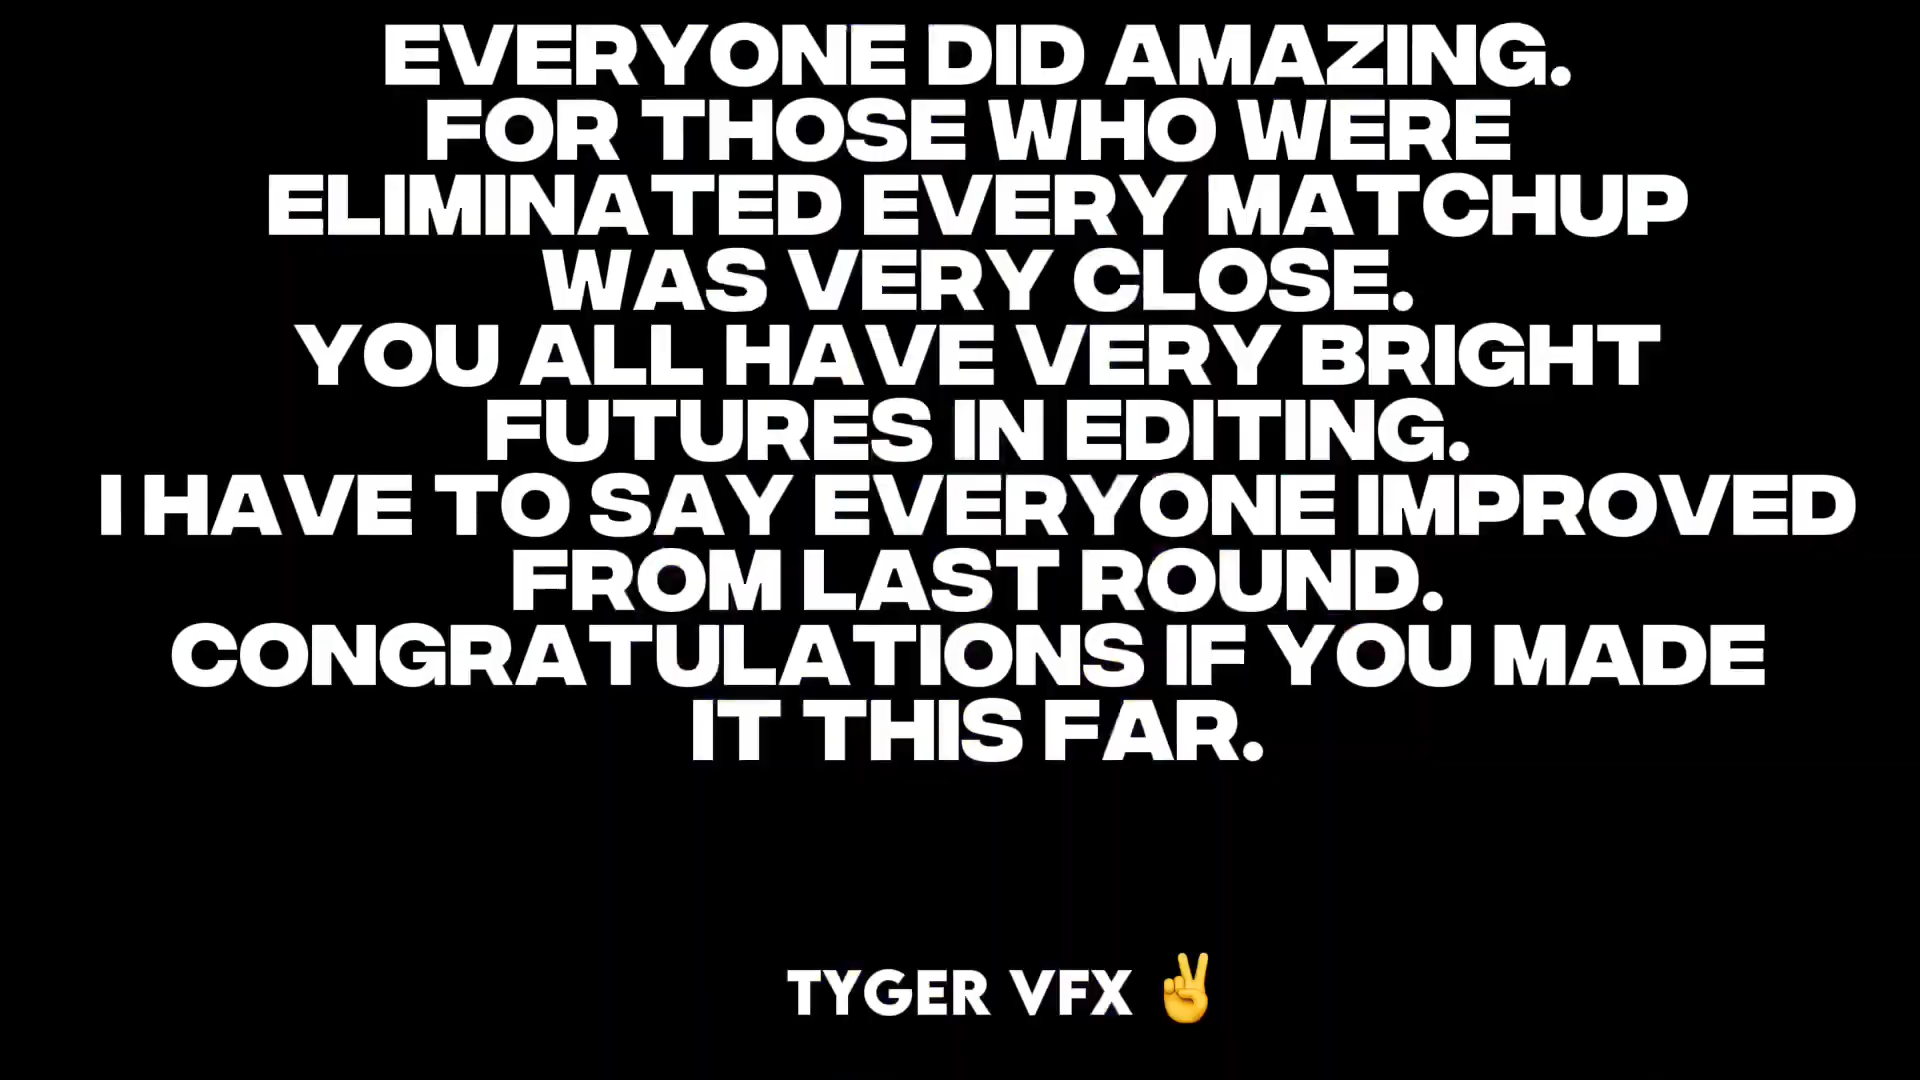 EVERYONE DID AMAZING.
FOR THOSE WHO WERE
ELIMINATED EVERY MATCHUP
WAS VERY CLOSE.
YOU ALL HAVE VERY BRIGHT
FUTURES IN EDITING.
I HAVE TO SAY EVERYONE IMPROVED
FROM LAST ROUND.
CONGRATULATIONS IF YOU MADE
IT THIS FAR.
TYGER VFX ✌️